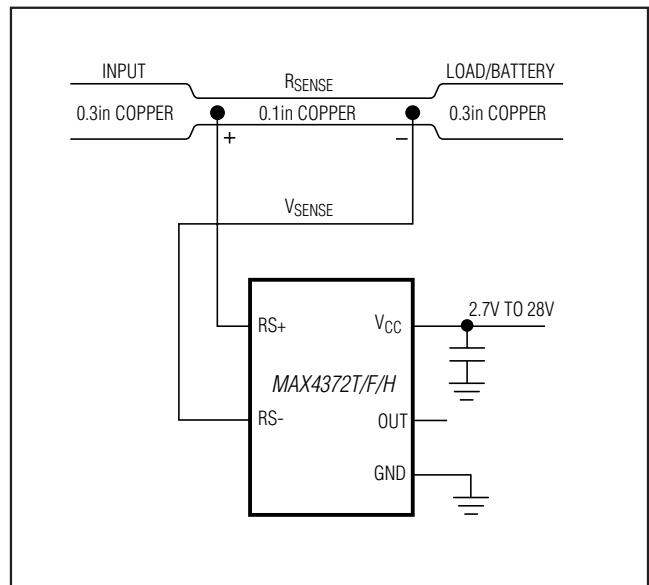 INPUT
RSENSE
LOAD/BATTERY
0.3in COPPER
0.1in COPPER
0.3in COPPER
+
–
VSENSE
2.7V TO 28V
RS+
VCC
MAX4372T/F/H
RS-
OUT
GND